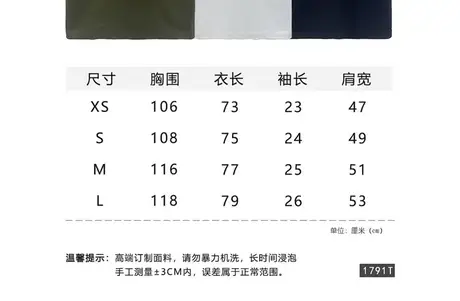 尺寸 胸围 衣长 袖长 肩宽
XS 106 73 23 47
S 108 75 24 49
M 116 77 25 51
L 118 79 26 53
单位：厘米（cm）
温馨提示：高端订制面料，请勿暴力机洗，长时间浸泡
手工测量±3CM内，误差属于正常范围。
1791T